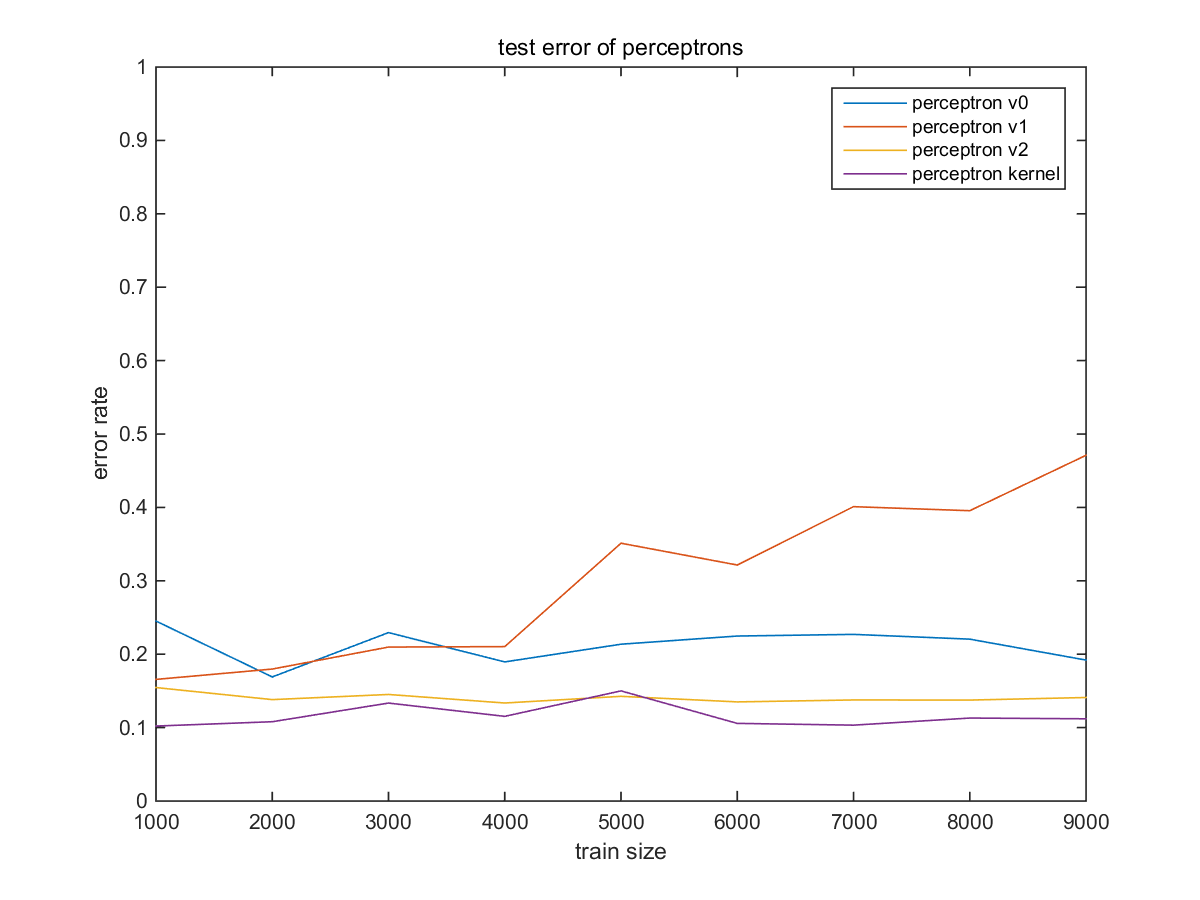 test error of perceptrons
perceptron v0
perceptron v1
perceptron v2
perceptron kernel
error rate
1
0.9
0.8
0.7
0.6
0.5
0.4
0.3
0.2
0.1
0
1000 2000 3000 4000 5000 6000 7000 8000 9000
train size